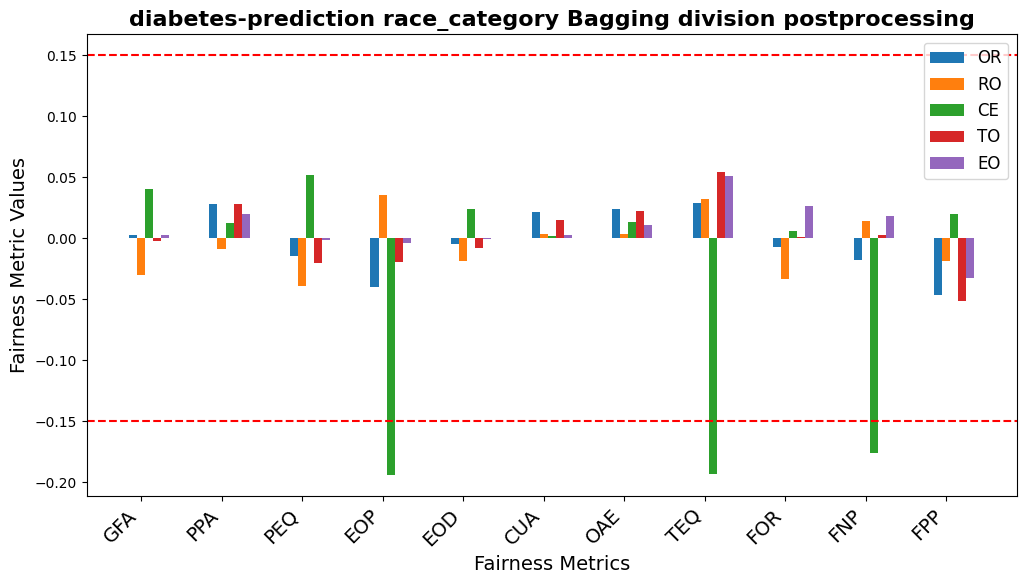 diabetes-prediction race_category Bagging division postprocessing
Fairness Metric Values
0.15
0.10
0.05
0.00
−0.05
−0.10
−0.15
−0.20
OR
RO
CE
TO
EO
GFA
PPA
PEQ
EOP
EOD
CUA
OAE
TEQ
FOR
FNP
FPP
Fairness Metrics